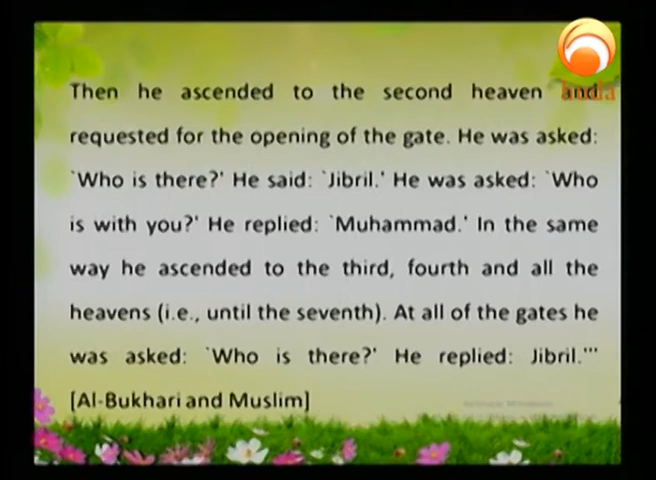 Then he ascended to the second heaven and
requested for the opening of the gate. He was asked:
`Who is there?' He said: `Jibril.' He was asked: `Who
is with you?' He replied: `Muhammad.' In the same
way he ascended to the third, fourth and all the
heavens (i.e., until the seventh). At all of the gates he
was asked: `Who is there?' He replied: Jibril.'"
[Al-Bukhari and Muslim]
India